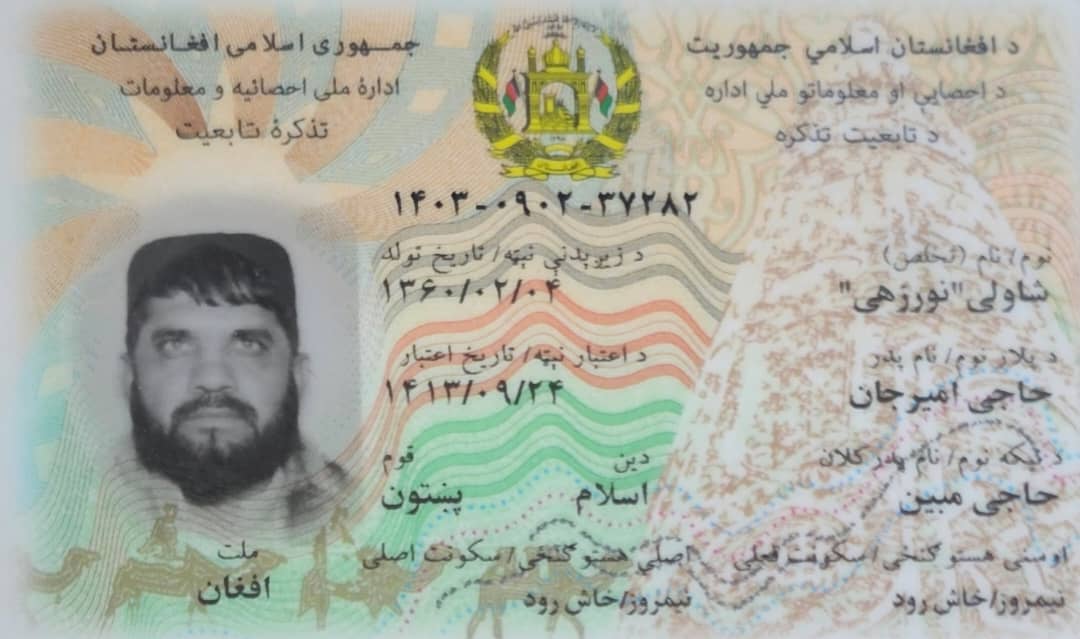 د افغانستان اسلامي جمهوریت
د احصایي او معلوماتو ملي اداره
د تابعیت تذکره
جمهوری اسلامی افغانستان
ادارهٔ ملی احصائیه و معلومات
تذکرهٔ تابعیت
۱۴۰۳-۰۹۰۲-۳۷۲۸۲
نوم/ نام (تخلص)
شاولی"نورزهی"
د زیږېدنې نېټه/ تاریخ تولد
۱۳۶۰/۰۲/۰۴
د پلار نوم/ نام پدر
حاجی امیرجان
د اعتبار نېټه/ تاریخ اعتبار
۱۴۱۳/۰۹/۲۴
د نیکه نوم/ نام پدر کلان
حاجی مبین
دین
اسلام
قوم
پښتون
اوسنی هستوګنځی/ سکونت فعلی
نیمروز/خاش رود
اصلي هستوګنځی/ سکونت اصلی
نیمروز/خاش رود
ملت
افغان